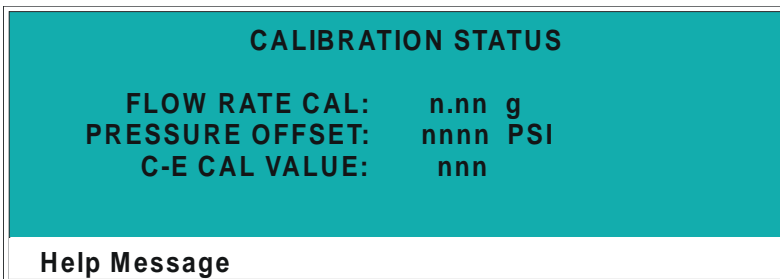 CALIBRATION STATUS
FLOW RATE CAL: n.nn g
PRESSURE OFFSET: nnnn PSI
C-E CAL VALUE: nnn
Help Message